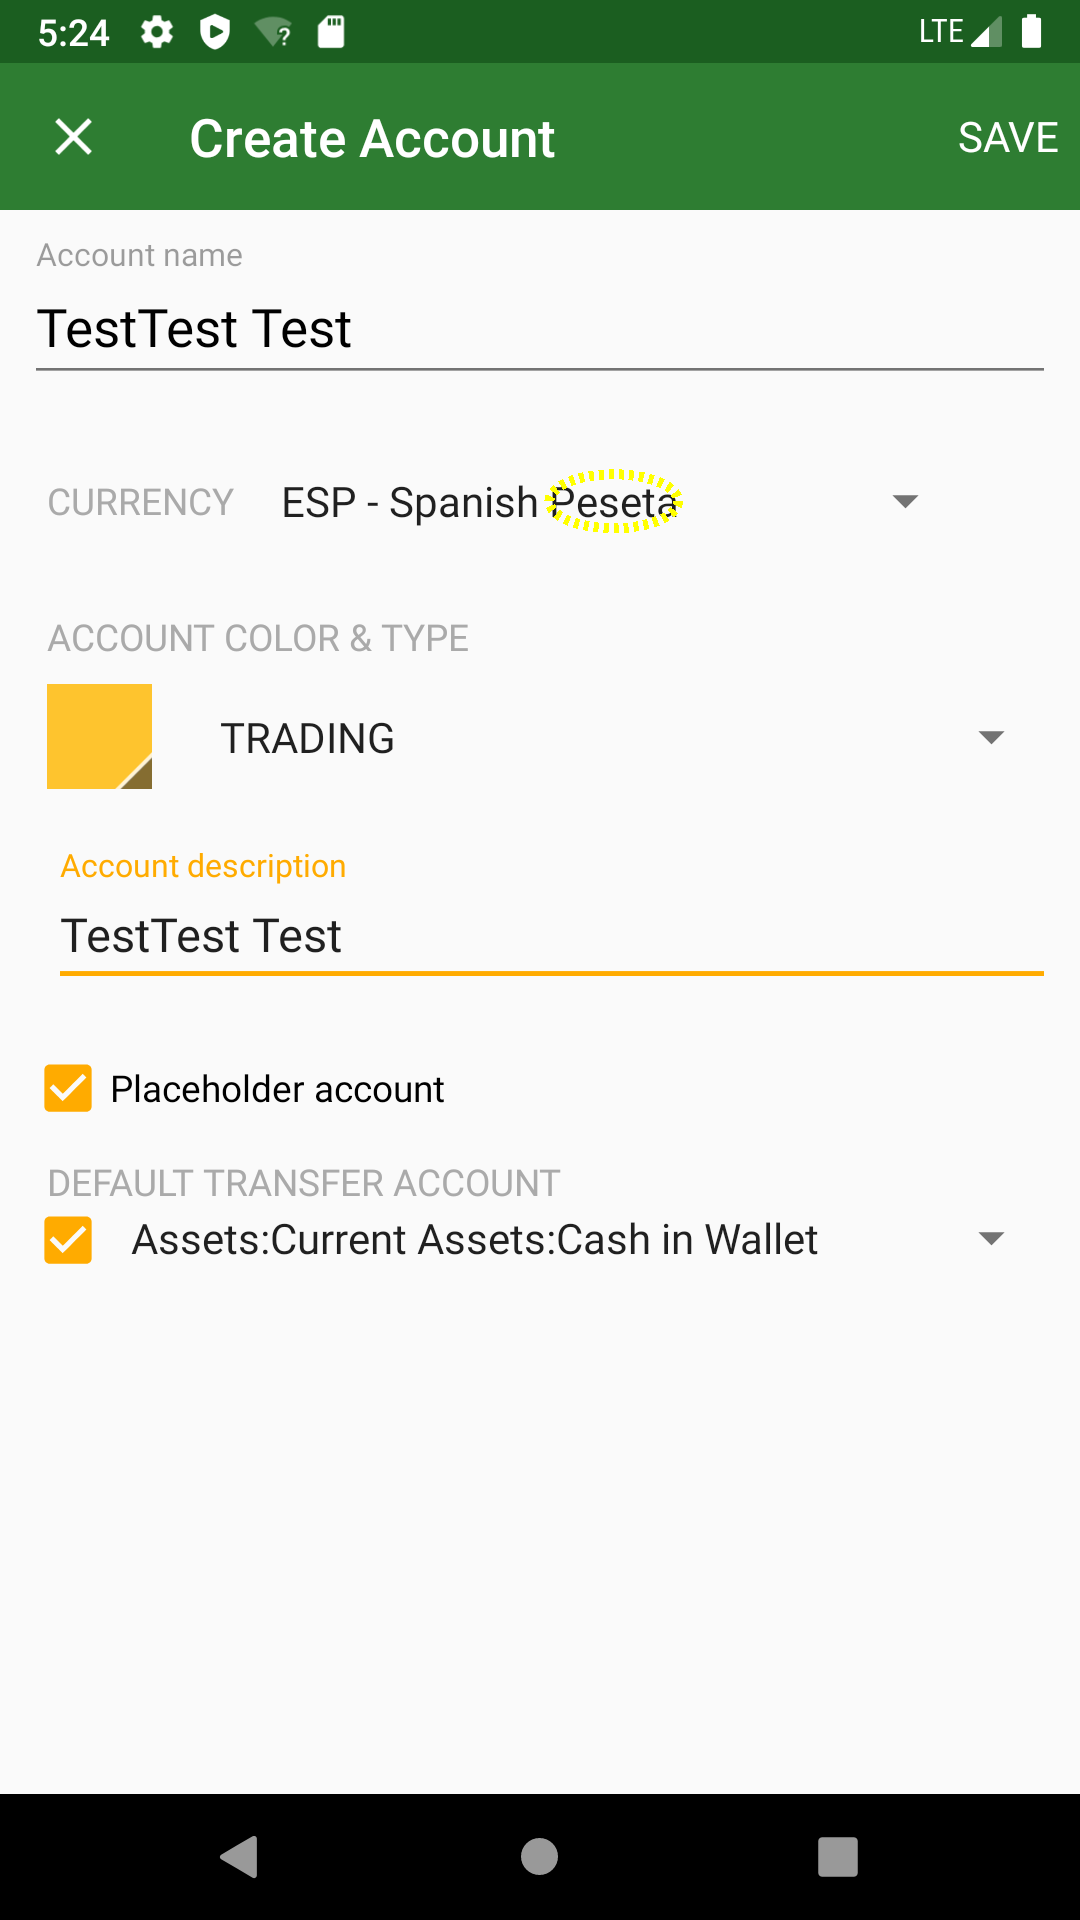 5:24 ? LTE
Create Account SAVE
Account name
TestTest Test
CURRENCY ESP - Spanish Peseta
ACCOUNT COLOR & TYPE
TRADING
Account description
TestTest Test
Placeholder account
DEFAULT TRANSFER ACCOUNT
Assets:Current Assets:Cash in Wallet